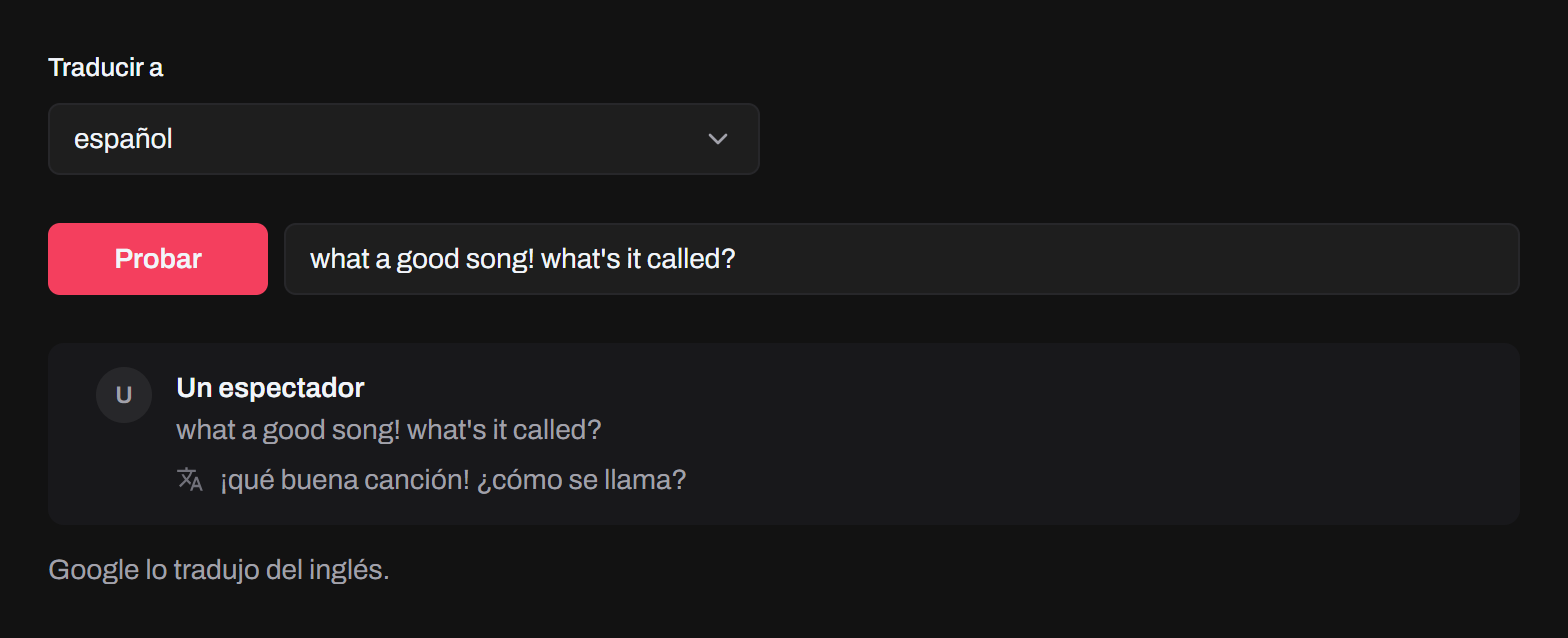 Traducir a
español
Probar
what a good song! what's it called?
U
Un espectador
what a good song! what's it called?
¡qué buena canción! ¿cómo se llama?
Google lo tradujo del inglés.